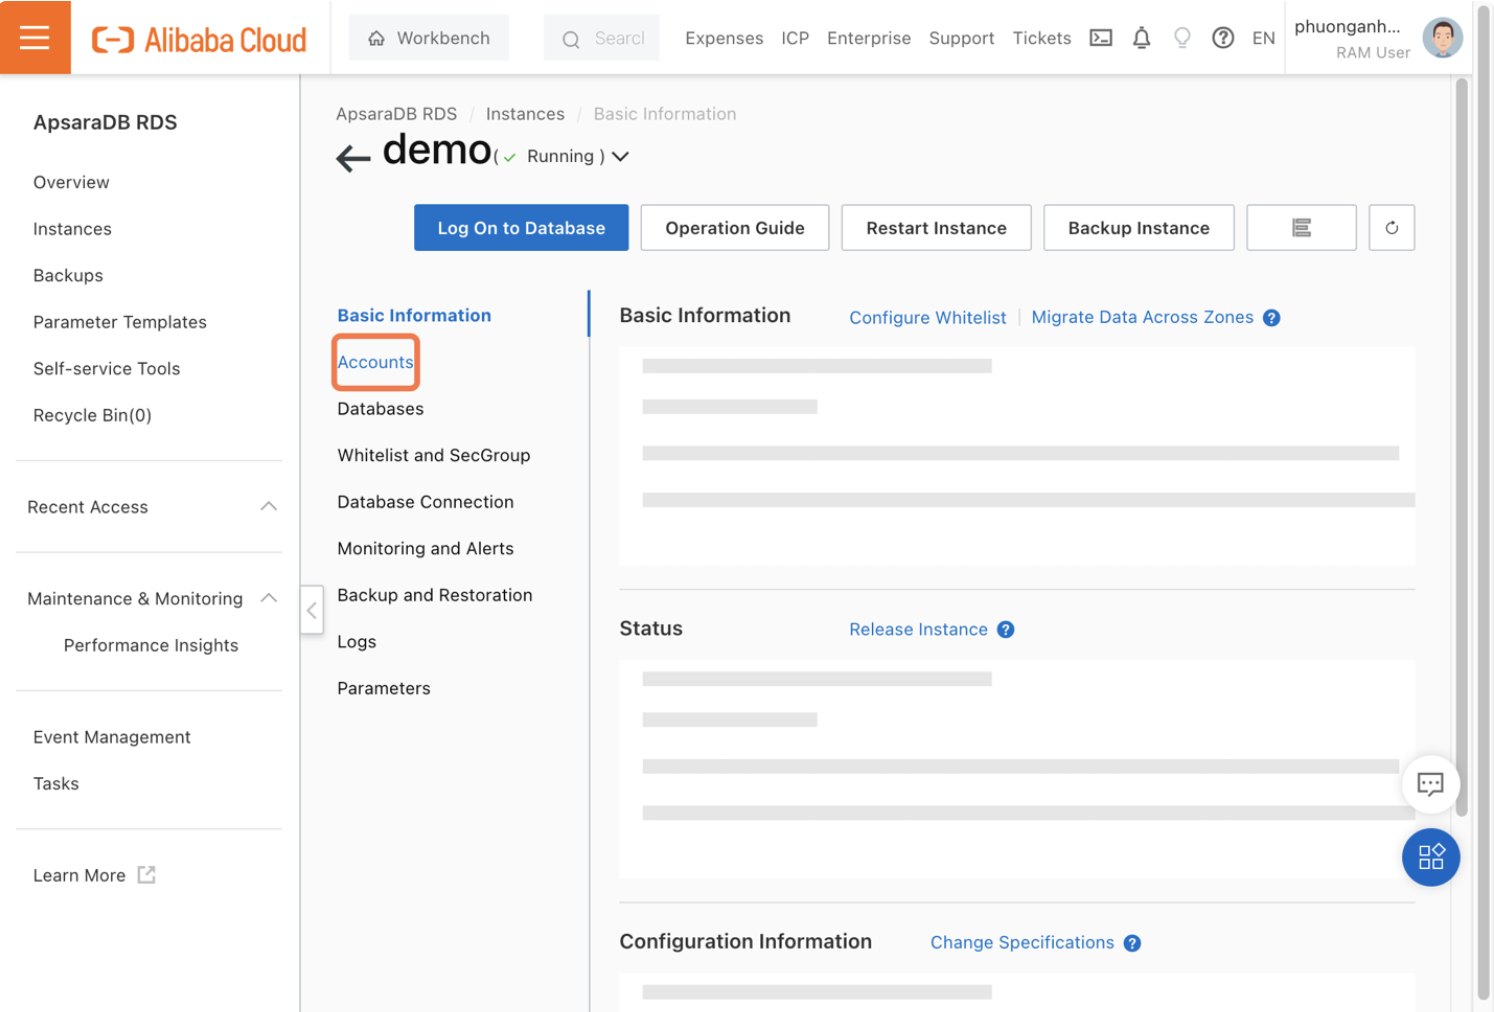 Alibaba Cloud
Workbench
Searcl
Expenses
ICP
Enterprise
Support
Tickets
EN
phuonganh...
RAM User
ApsaraDB RDS
Overview
Instances
Backups
Parameter Templates
Self-service Tools
Recycle Bin(0)
Recent Access
Maintenance & Monitoring
Performance Insights
Event Management
Tasks
Learn More
ApsaraDB RDS / Instances / Basic Information
demo ( Running )
Log On to Database
Operation Guide
Restart Instance
Backup Instance
Basic Information
Accounts
Databases
Whitelist and SecGroup
Database Connection
Monitoring and Alerts
Backup and Restoration
Logs
Parameters
Basic Information
Configure Whitelist | Migrate Data Across Zones ?
Status
Release Instance ?
Configuration Information
Change Specifications ?